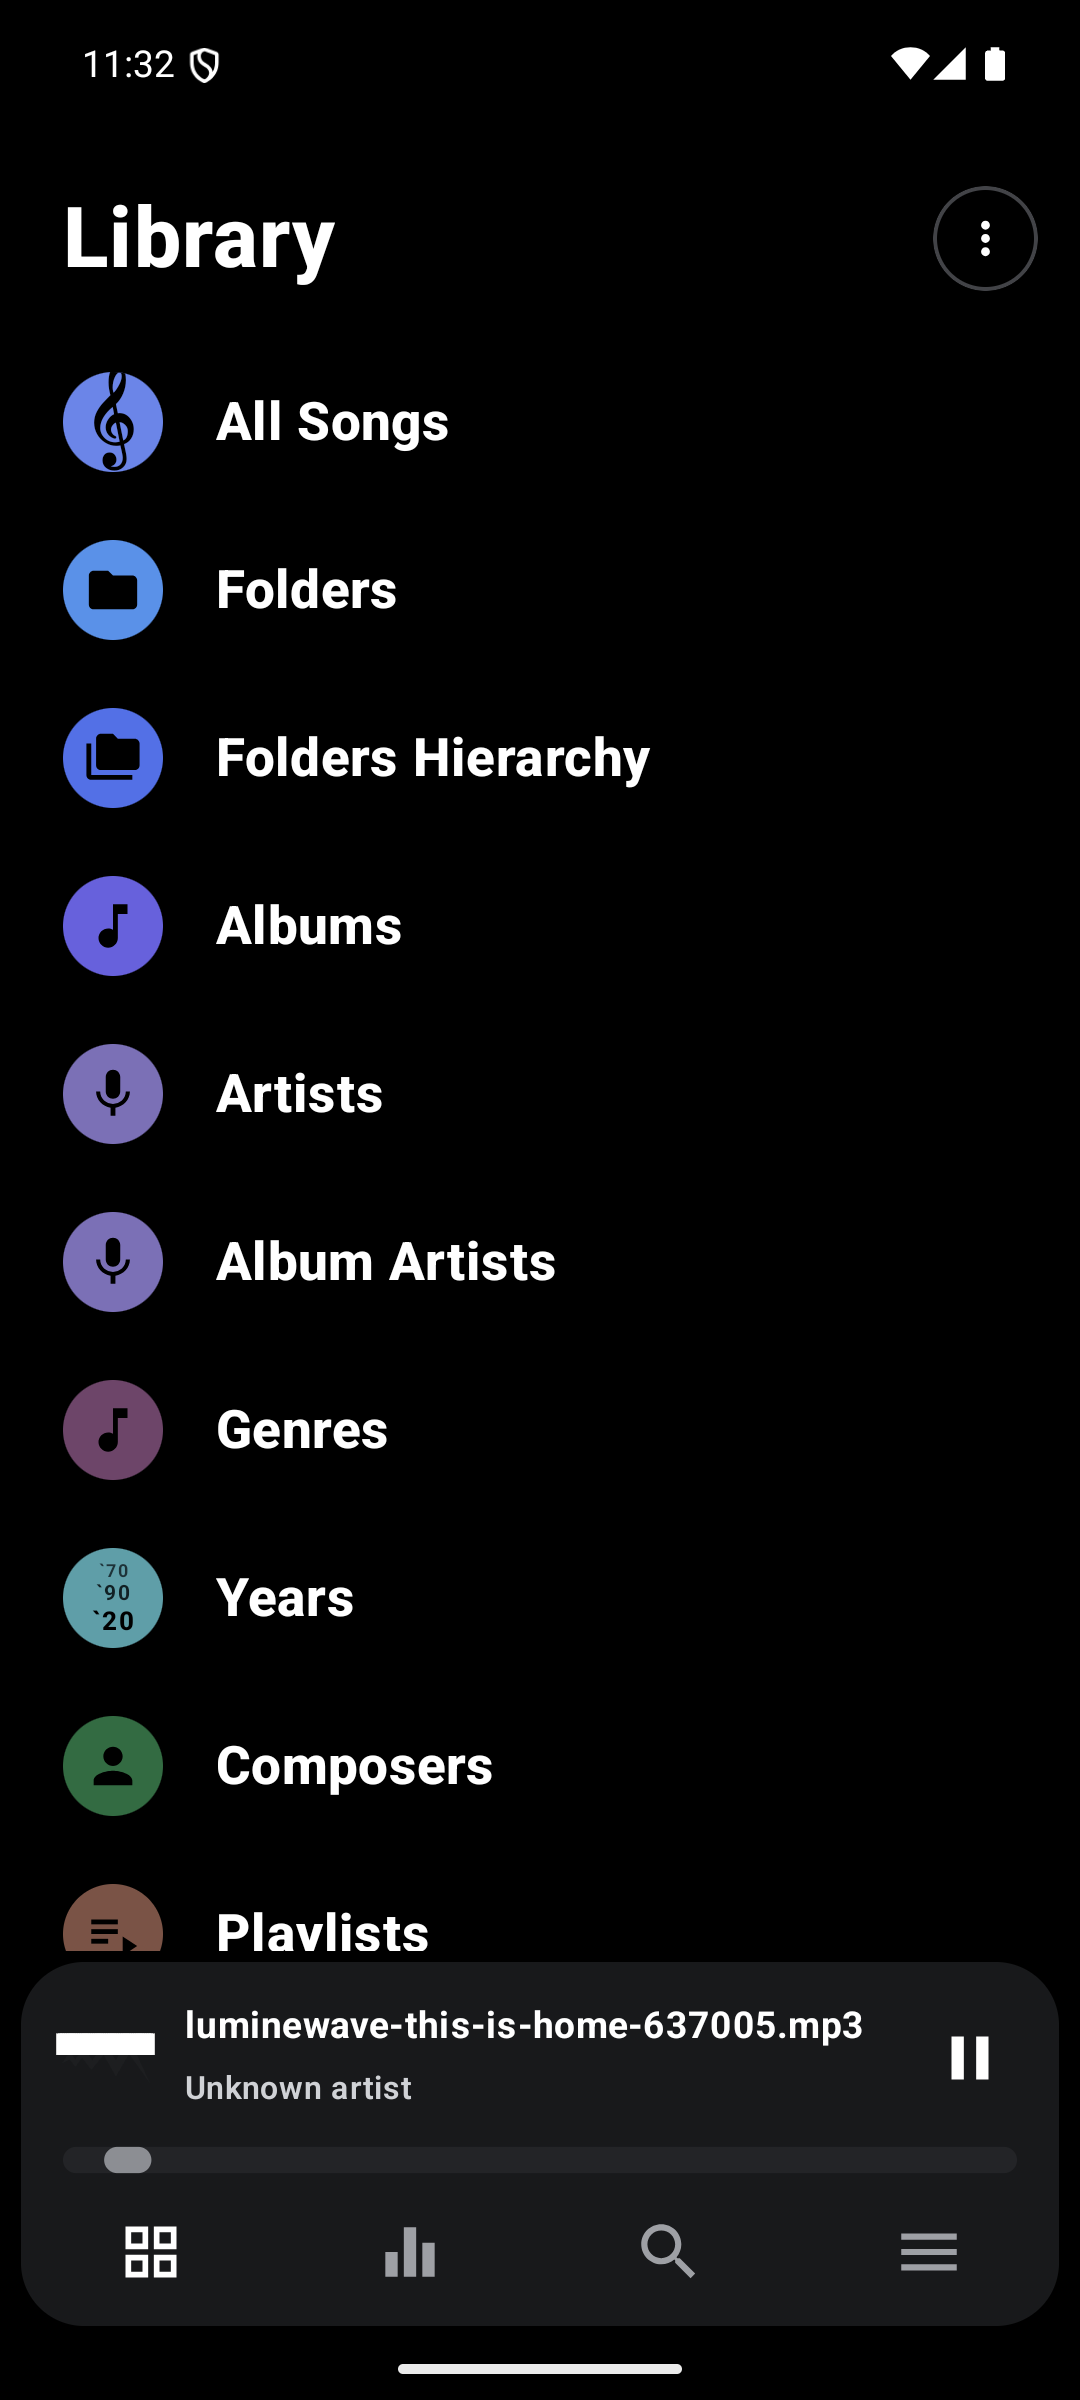 11:32
Library
All Songs
Folders
Folders Hierarchy
Albums
Artists
Album Artists
Genres
`70
`90
`20
Years
Composers
Playlists
luminewave-this-is-home-637005.mp3
Unknown artist